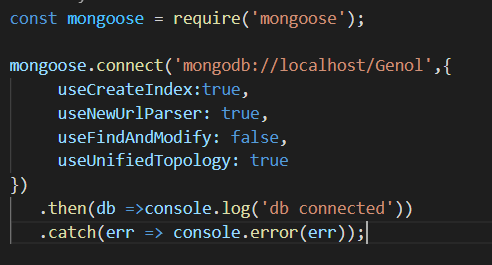 const mongoose = require('mongoose');
mongoose.connect('mongodb://localhost/Genol',{
    useCreateIndex:true,
    useNewUrlParser: true,
    useFindAndModify: false,
    useUnifiedTopology: true
})
  .then(db =>console.log('db connected'))
  .catch(err => console.error(err));